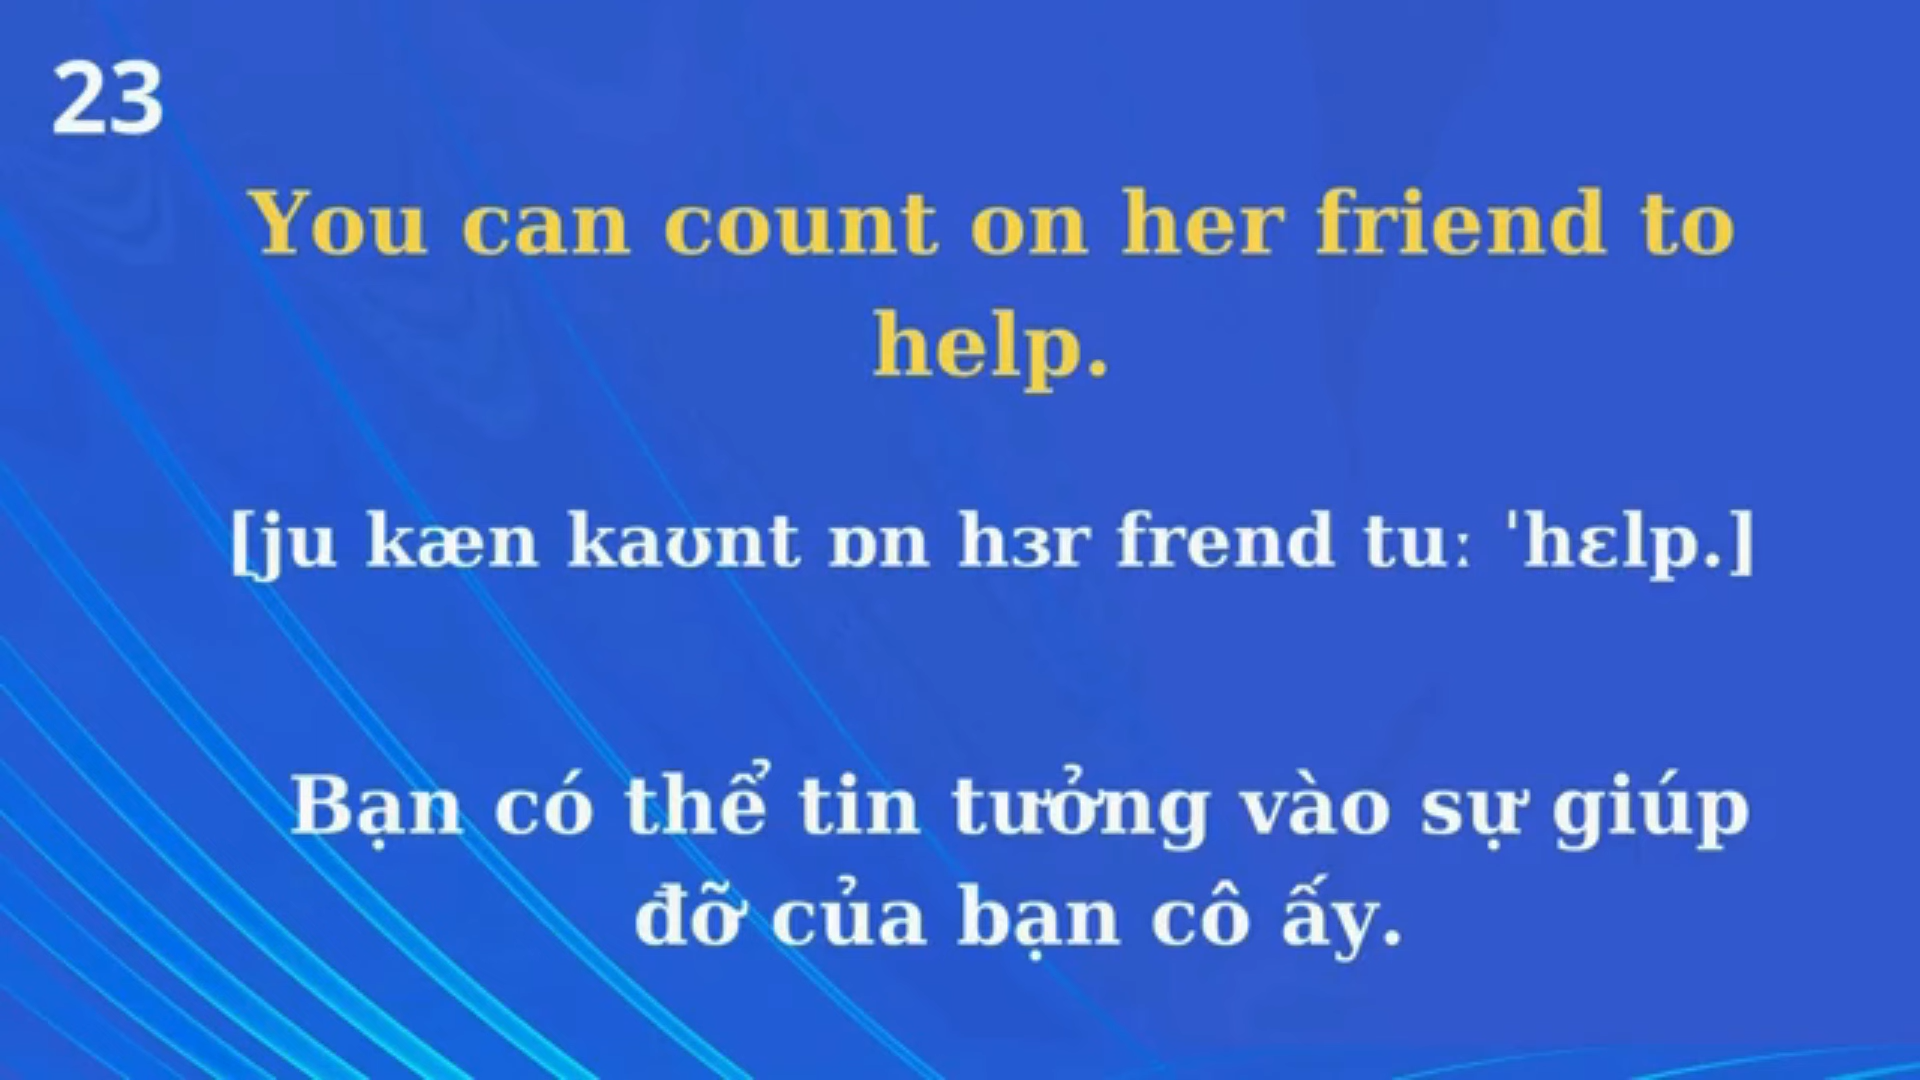 23
You can count on her friend to
help.
[ju kæn kaʊnt ɒn hɜr frend tuː ˈhɛlp.]
Bạn có thể tin tưởng vào sự giúp
đỡ của bạn cô ấy.